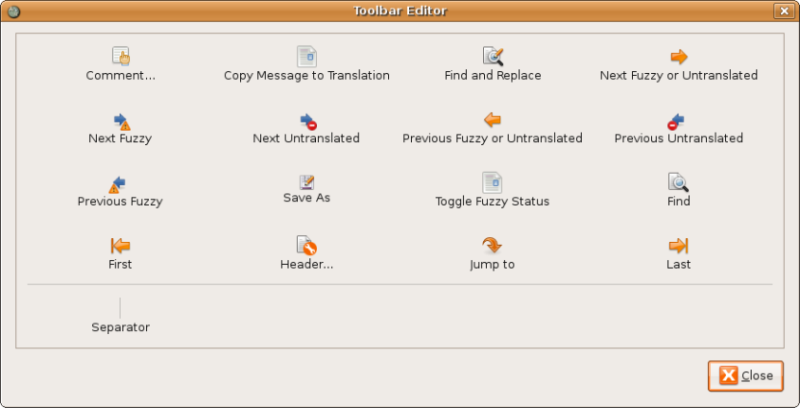 Toolbar Editor
Comment...
Copy Message to Translation
Find and Replace
Next Fuzzy or Untranslated
Next Fuzzy
Next Untranslated
Previous Fuzzy or Untranslated
Previous Untranslated
Previous Fuzzy
Save As
Toggle Fuzzy Status
Find
First
Header...
Jump to
Last
Separator
Close